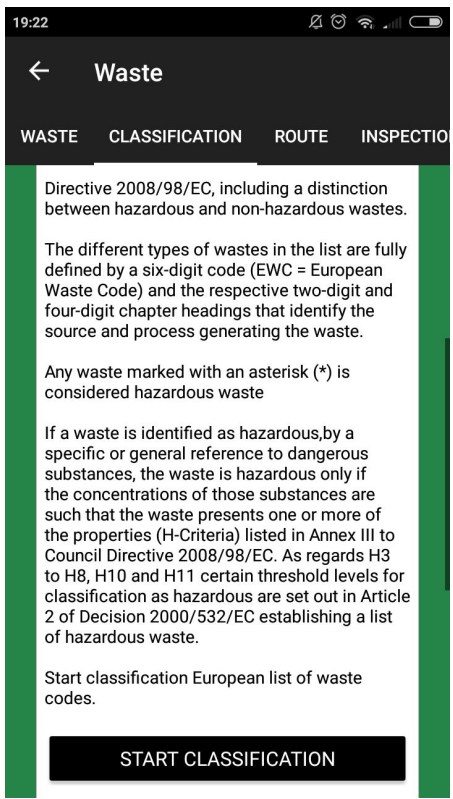 19:22
Waste
WASTE CLASSIFICATION ROUTE INSPECTIO
Directive 2008/98/EC, including a distinction
between hazardous and non-hazardous wastes.
The different types of wastes in the list are fully
defined by a six-digit code (EWC = European
Waste Code) and the respective two-digit and
four-digit chapter headings that identify the
source and process generating the waste.
Any waste marked with an asterisk (*) is
considered hazardous waste
If a waste is identified as hazardous,by a
specific or general reference to dangerous
substances, the waste is hazardous only if
the concentrations of those substances are
such that the waste presents one or more of
the properties (H-Criteria) listed in Annex III to
Council Directive 2008/98/EC. As regards H3
to H8, H10 and H11 certain threshold levels for
classification as hazardous are set out in Article
2 of Decision 2000/532/EC establishing a list
of hazardous waste.
Start classification European list of waste
codes.
START CLASSIFICATION